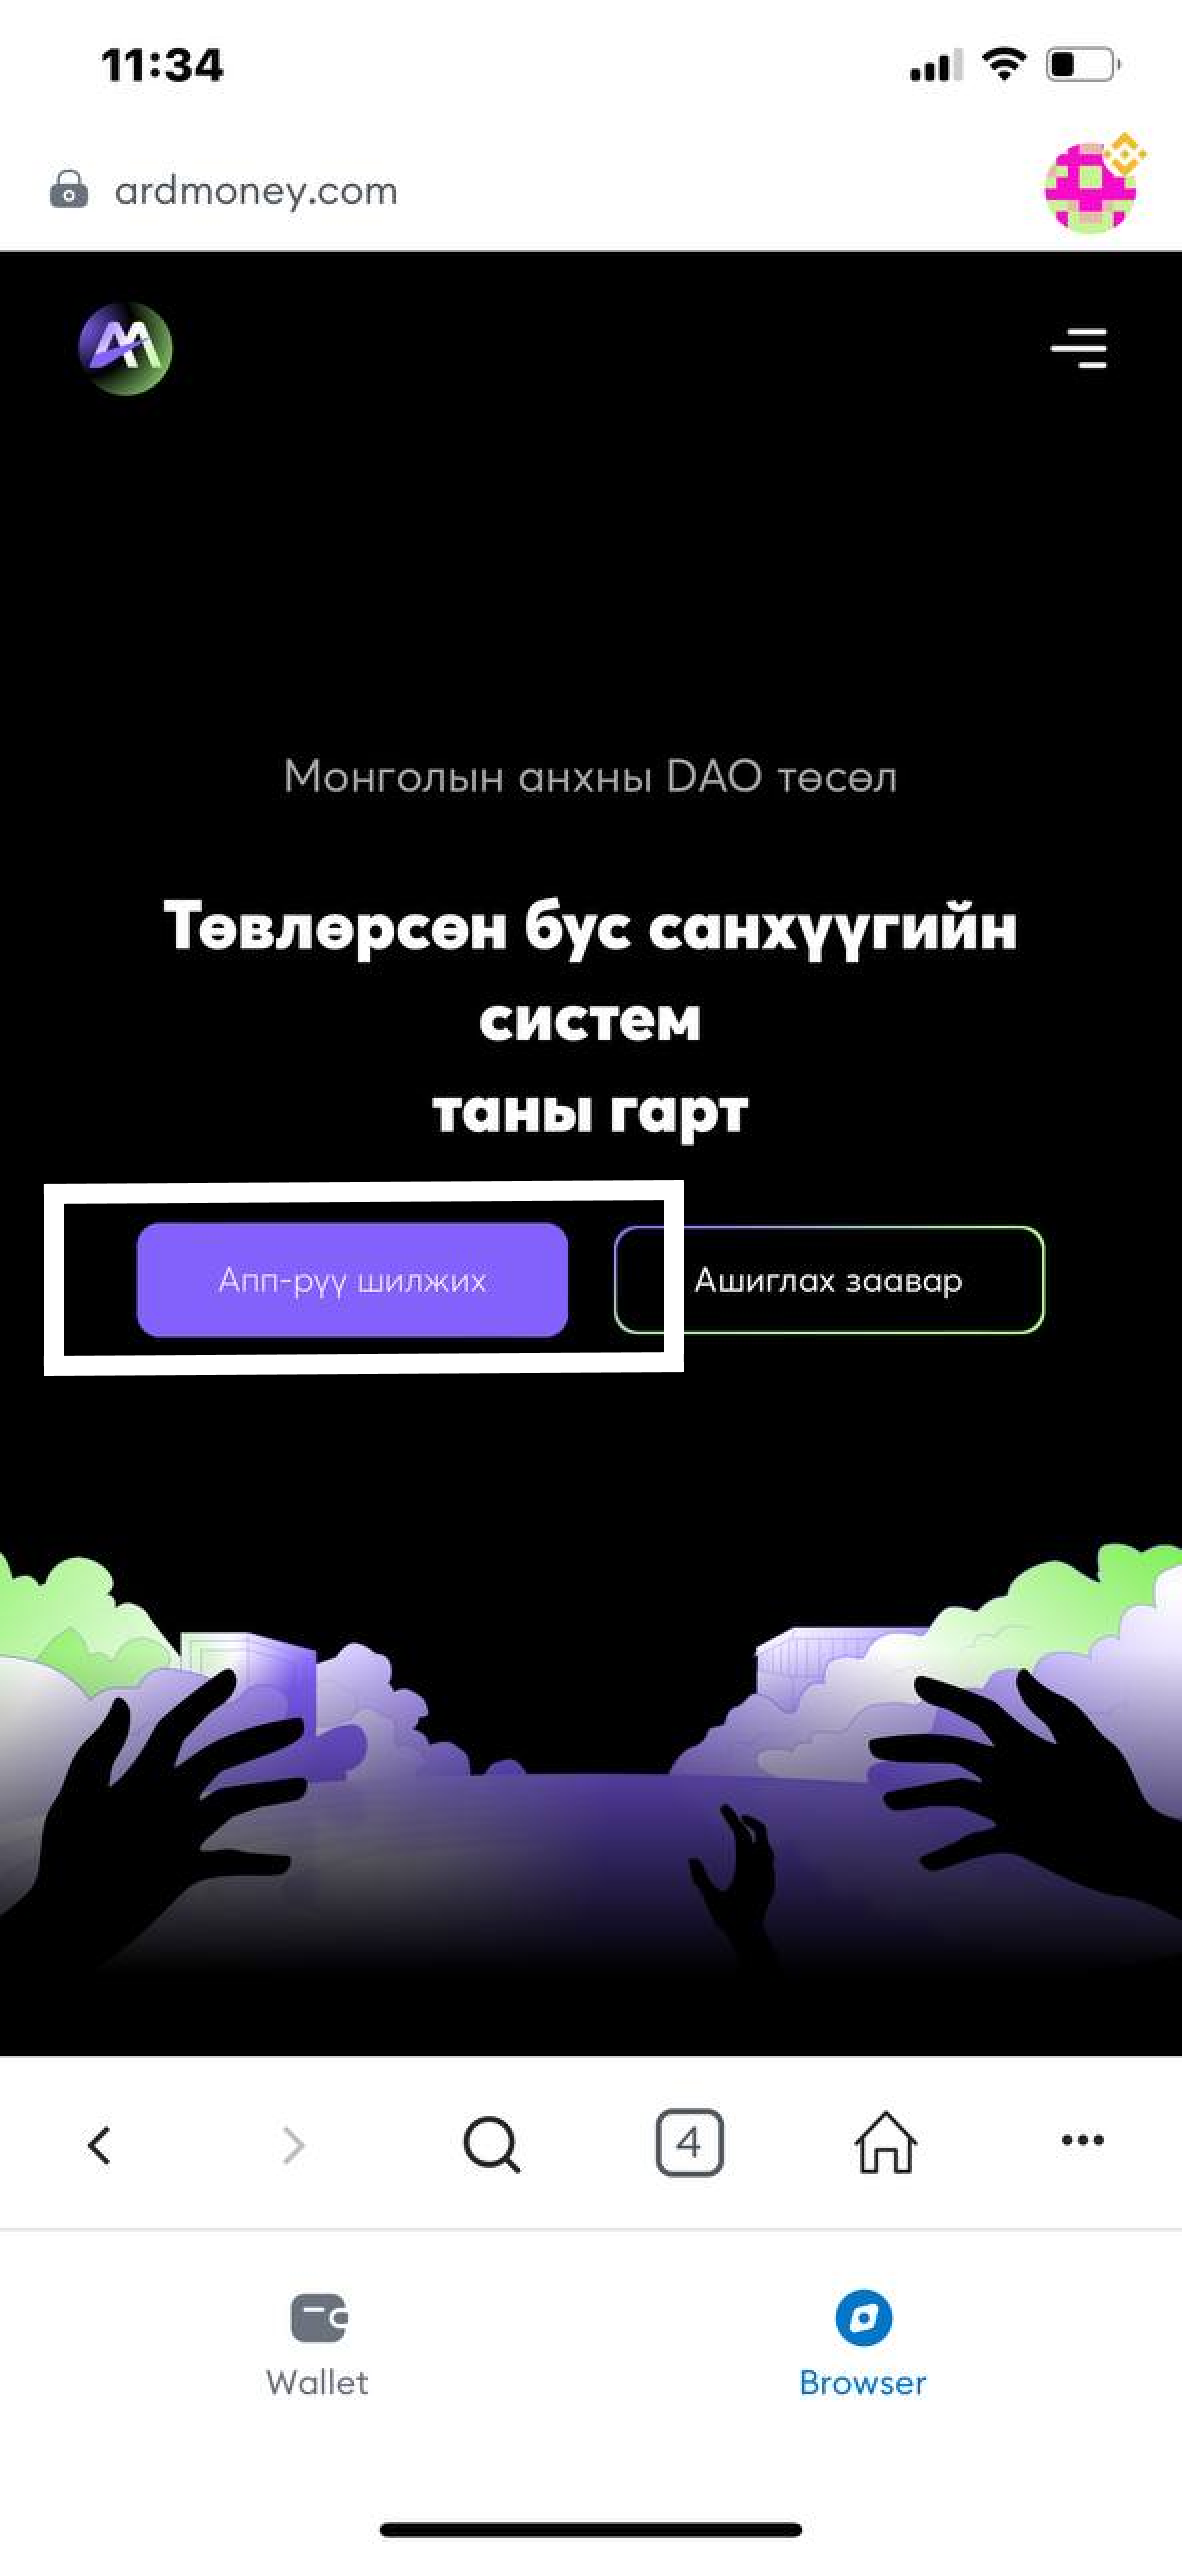 11:34
ardmoney.com
Монголын анхны DAO төсөл
Төвлөрсөн бус санхүүгийн
систем
таны гарт
Апп-рүү шилжих
Ашиглах заавар
4
Wallet
Browser